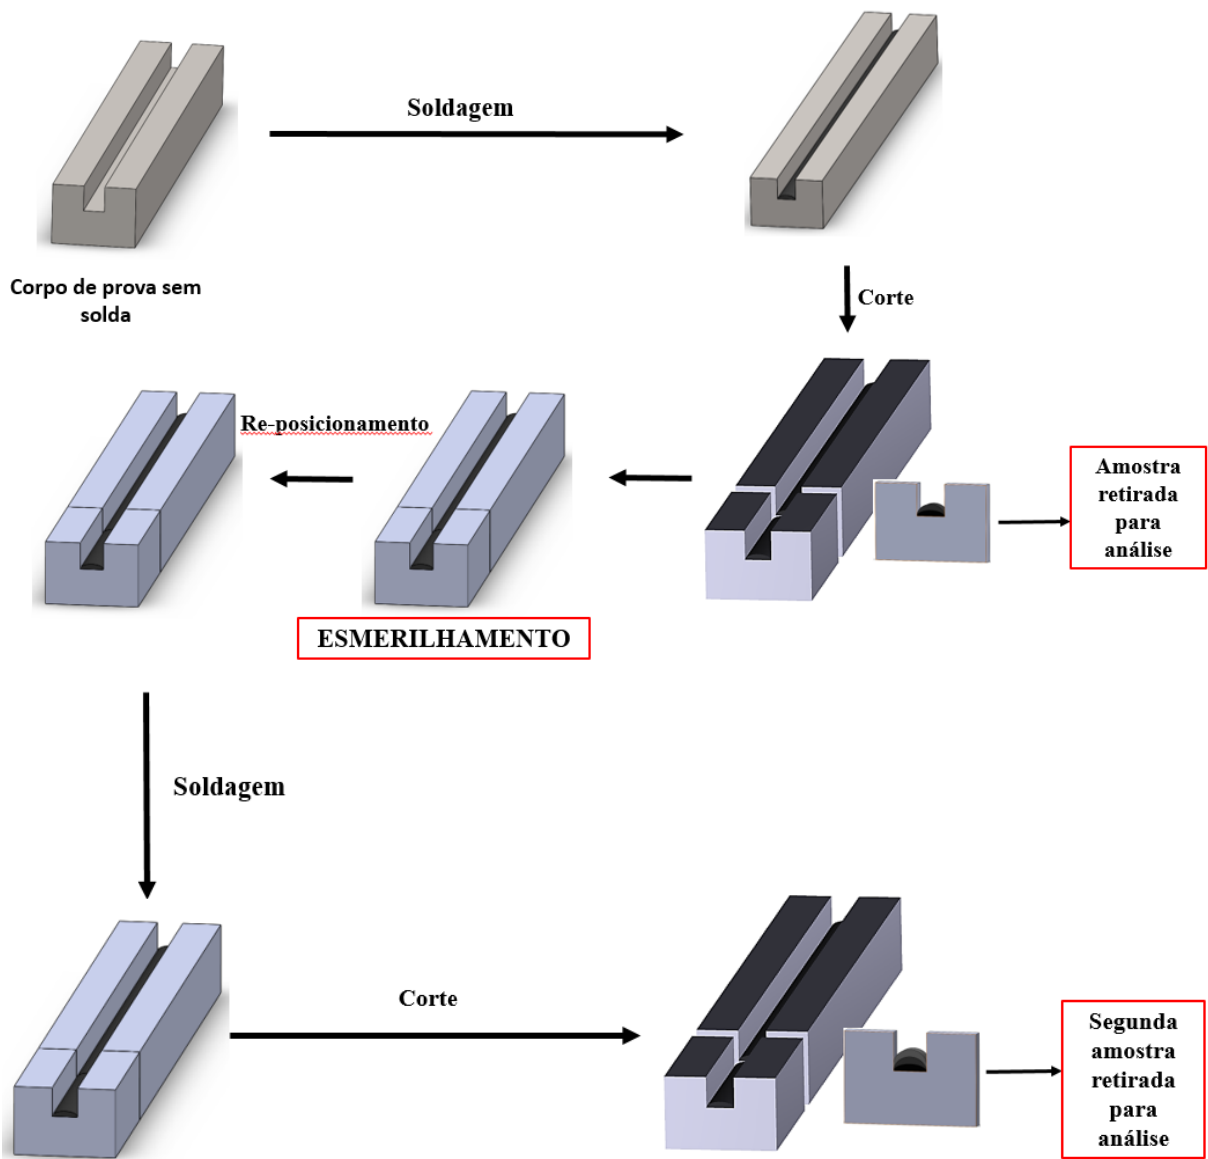 Soldagem
Corpo de prova sem
solda
Corte
Re-posicionamento
Amostra
retirada
para
análise
ESMERILHAMENTO
Soldagem
Corte
Segunda
amostra
retirada
para
análise